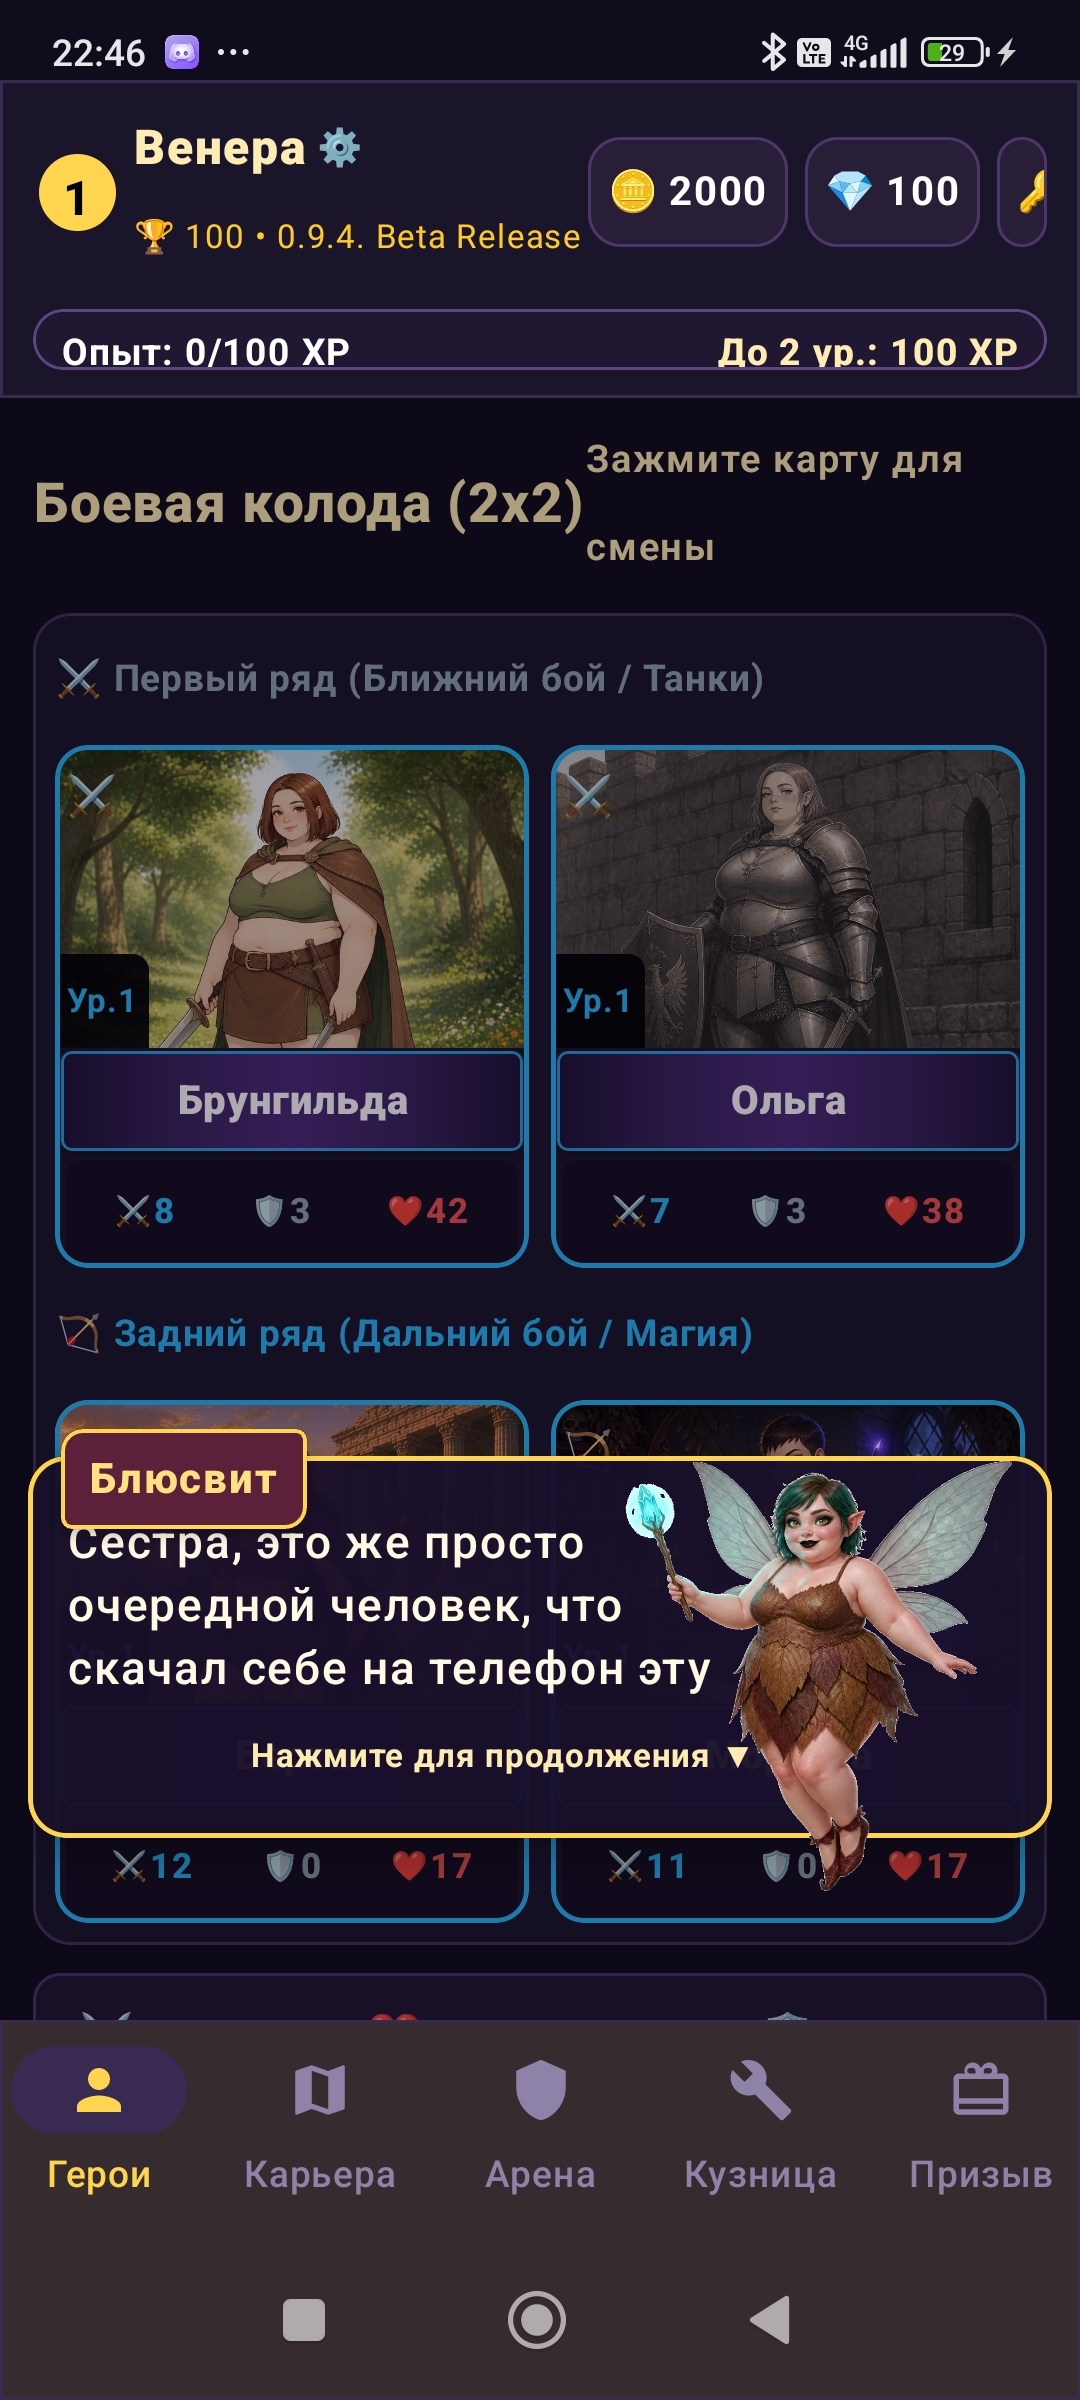 22:46
4G
Vo LTE
29
1
Венера
100 • 0.9.4. Beta Release
2000
100
Опыт: 0/100 XP
До 2 ур.: 100 XP
Боевая колода (2x2)
Зажмите карту для
смены
Первый ряд (Ближний бой / Танки)
Ур.1
Ур.1
Брунгильда
Ольга
8
3
42
7
3
38
Задний ряд (Дальний бой / Магия)
Блюсвит
Сестра, это же просто
очередной человек, что
скачал себе на телефон эту
Нажмите для продолжения ▼
12
0
17
11
0
17
Герои
Карьера
Арена
Кузница
Призыв